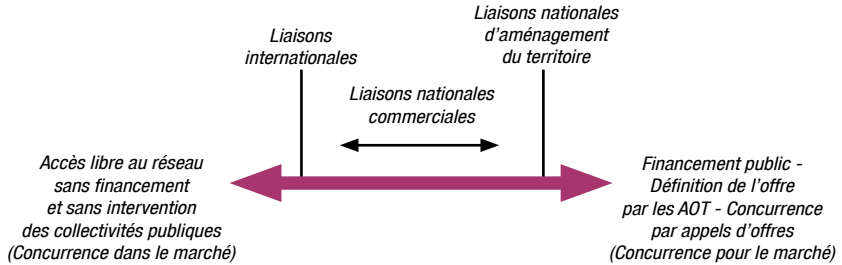 Liaisons
internationales
Liaisons nationales
d'aménagement
du territoire
Liaisons nationales
commerciales
Accès libre au réseau
sans financement
et sans intervention
des collectivités publiques
(Concurrence dans le marché)
Financement public -
Définition de l'offre
par les AOT - Concurrence
par appels d'offres
(Concurrence pour le marché)